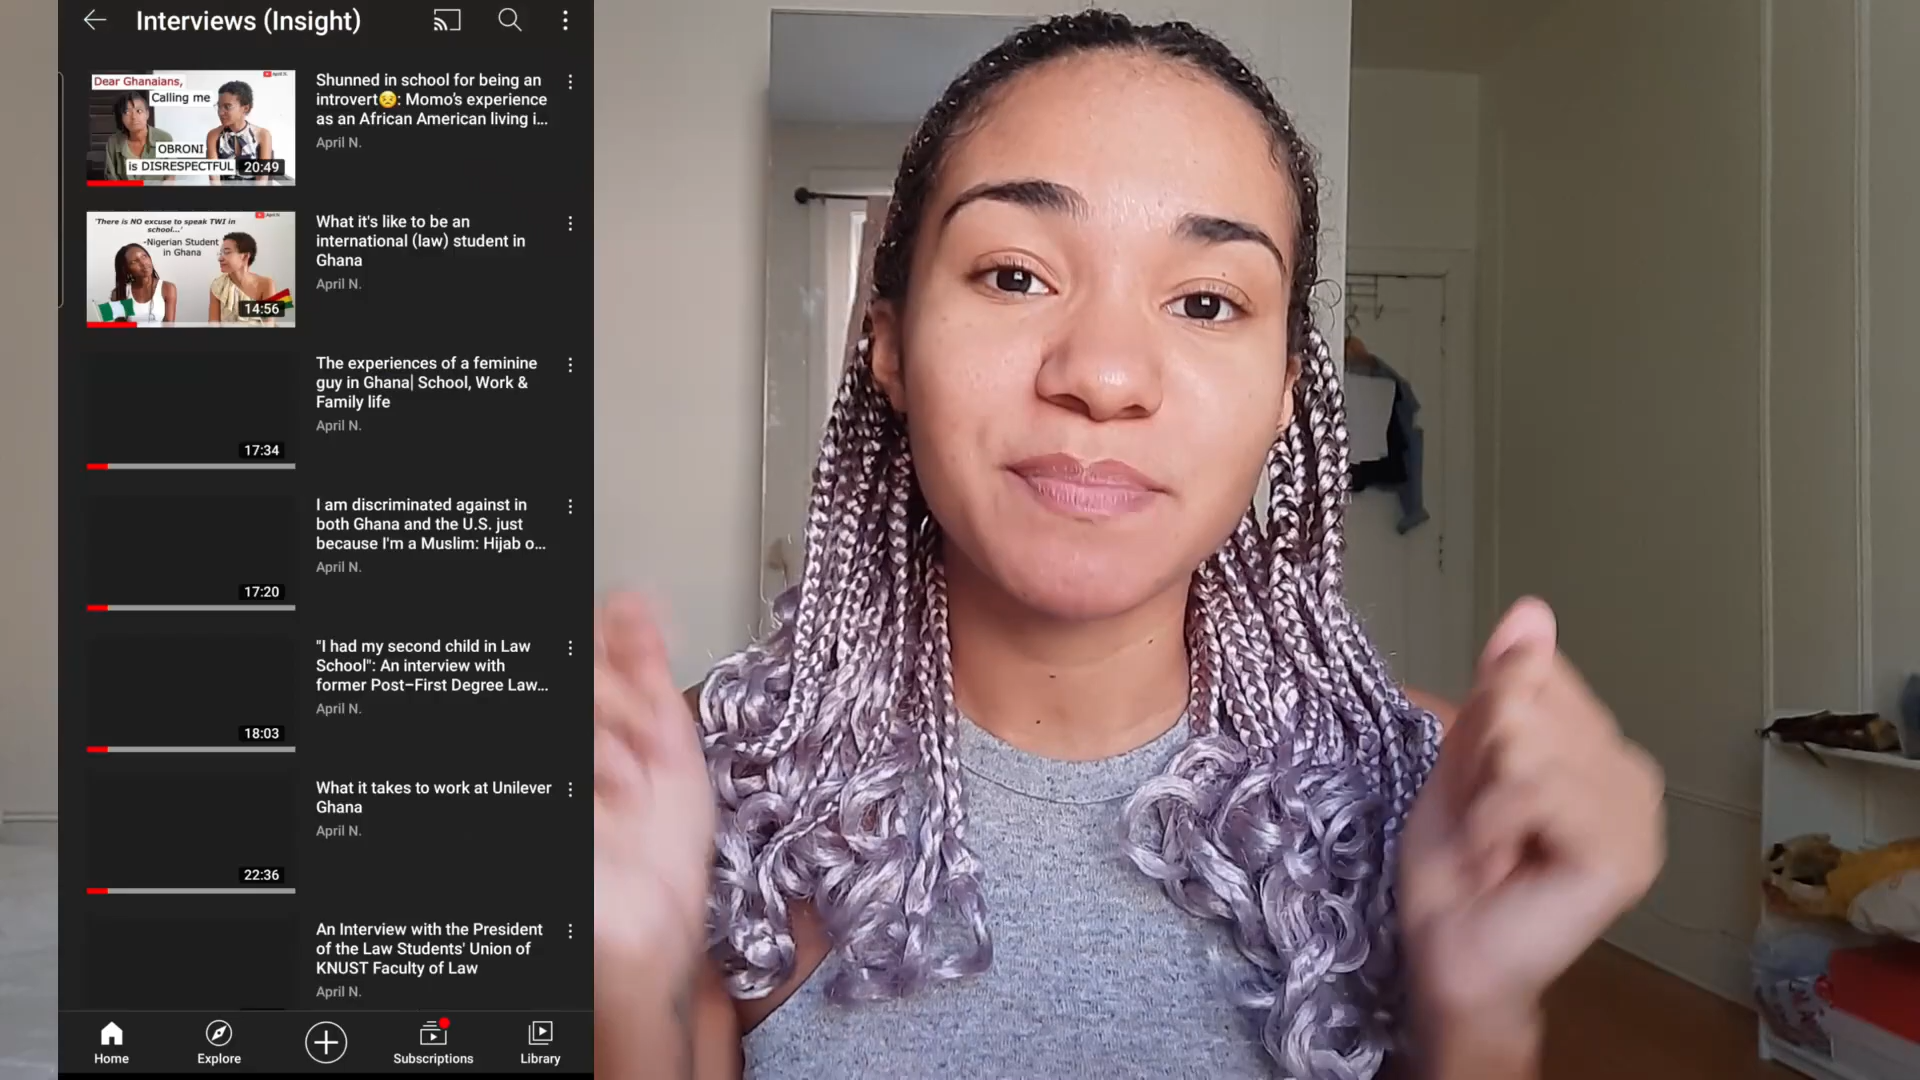 Interviews (Insight)
Dear Ghanaians,
Calling me
OBRONI
is DISRESPECTFUL
20:49
April N.
Shunned in school for being an
introvert😣: Momo's experience
as an African American living i...
April N.
'There is NO excuse to speak TWI in
school...'
-Nigerian Student
in Ghana
14:56
April N.
What it's like to be an
international (law) student in
Ghana
April N.
17:34
The experiences of a feminine
guy in Ghana| School, Work &
Family life
April N.
17:20
I am discriminated against in
both Ghana and the U.S. just
because I'm a Muslim: Hijab o...
April N.
18:03
"I had my second child in Law
School": An interview with
former Post–First Degree Law...
April N.
22:36
What it takes to work at Unilever
Ghana
April N.
An Interview with the President
of the Law Students' Union of
KNUST Faculty of Law
April N.
Home
Explore
Subscriptions
Library